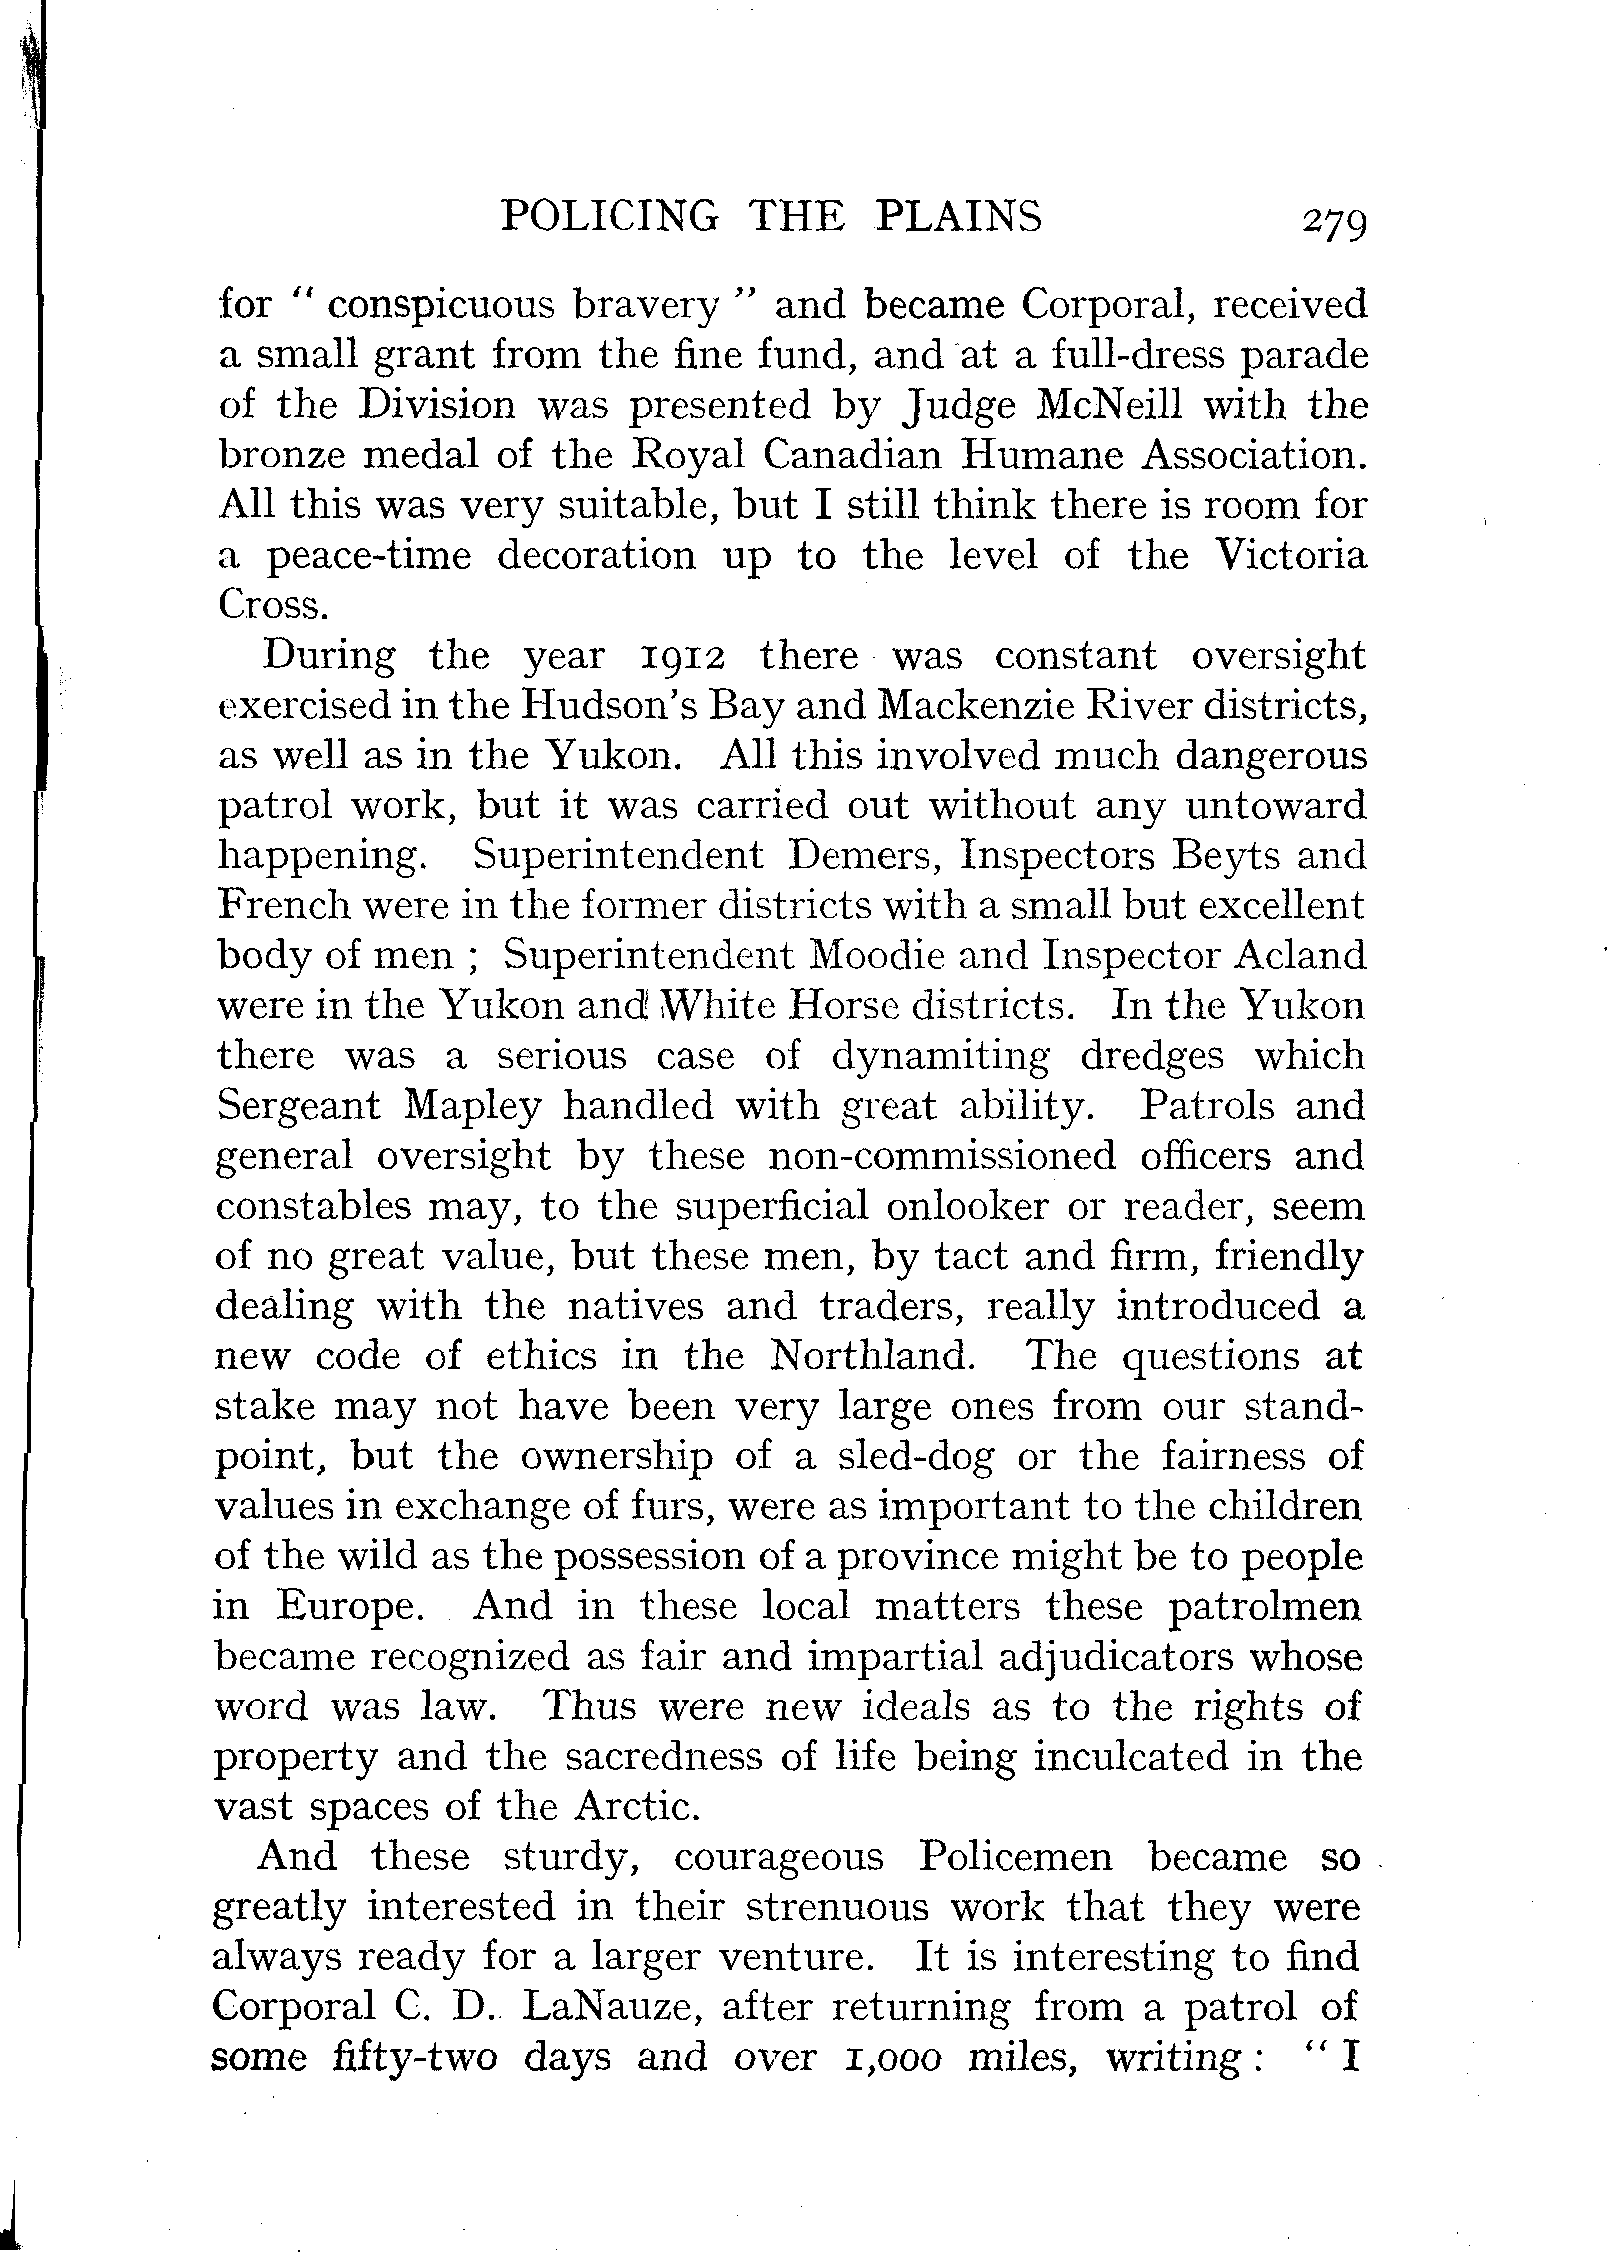 POLICING THE PLAINS 279
for " conspicuous bravery " and became Corporal, received
a small grant from the fine fund, and at a full-dress parade
of the Division was presented by Judge McNeill with the
bronze medal of the Royal Canadian Humane Association.
All this was very suitable, but I still think there is room for
a peace-time decoration up to the level of the Victoria
Cross.
During the year 1912 there was constant oversight
exercised in the Hudson's Bay and Mackenzie River districts,
as well as in the Yukon. All this involved much dangerous
patrol work, but it was carried out without any untoward
happening. Superintendent Demers, Inspectors Beyts and
French were in the former districts with a small but excellent
body of men ; Superintendent Moodie and Inspector Acland
were in the Yukon and White Horse districts. In the Yukon
there was a serious case of dynamiting dredges which
Sergeant Mapley handled with great ability. Patrols and
general oversight by these non-commissioned officers and
constables may, to the superficial onlooker or reader, seem
of no great value, but these men, by tact and firm, friendly
dealing with the natives and traders, really introduced a
new code of ethics in the Northland. The questions at
stake may not have been very large ones from our stand-
point, but the ownership of a sled-dog or the fairness of
values in exchange of furs, were as important to the children
of the wild as the possession of a province might be to people
in Europe. And in these local matters these patrolmen
became recognized as fair and impartial adjudicators whose
word was law. Thus were new ideals as to the rights of
property and the sacredness of life being inculcated in the
vast spaces of the Arctic.
And these sturdy, courageous Policemen became so
greatly interested in their strenuous work that they were
always ready for a larger venture. It is interesting to find
Corporal C. D. LaNauze, after returning from a patrol of
some fifty-two days and over 1,000 miles, writing : " I